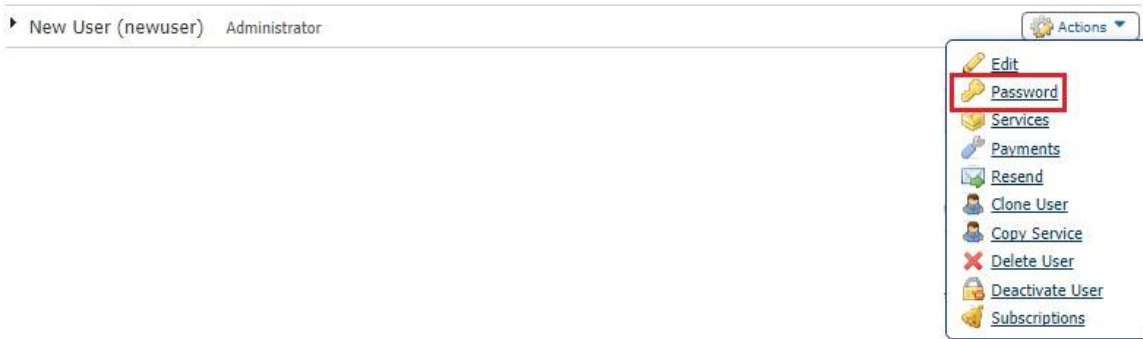 New User (newuser) Administrator Actions
Edit
Password
Services
Payments
Resend
Clone User
Copy Service
Delete User
Deactivate User
Subscriptions